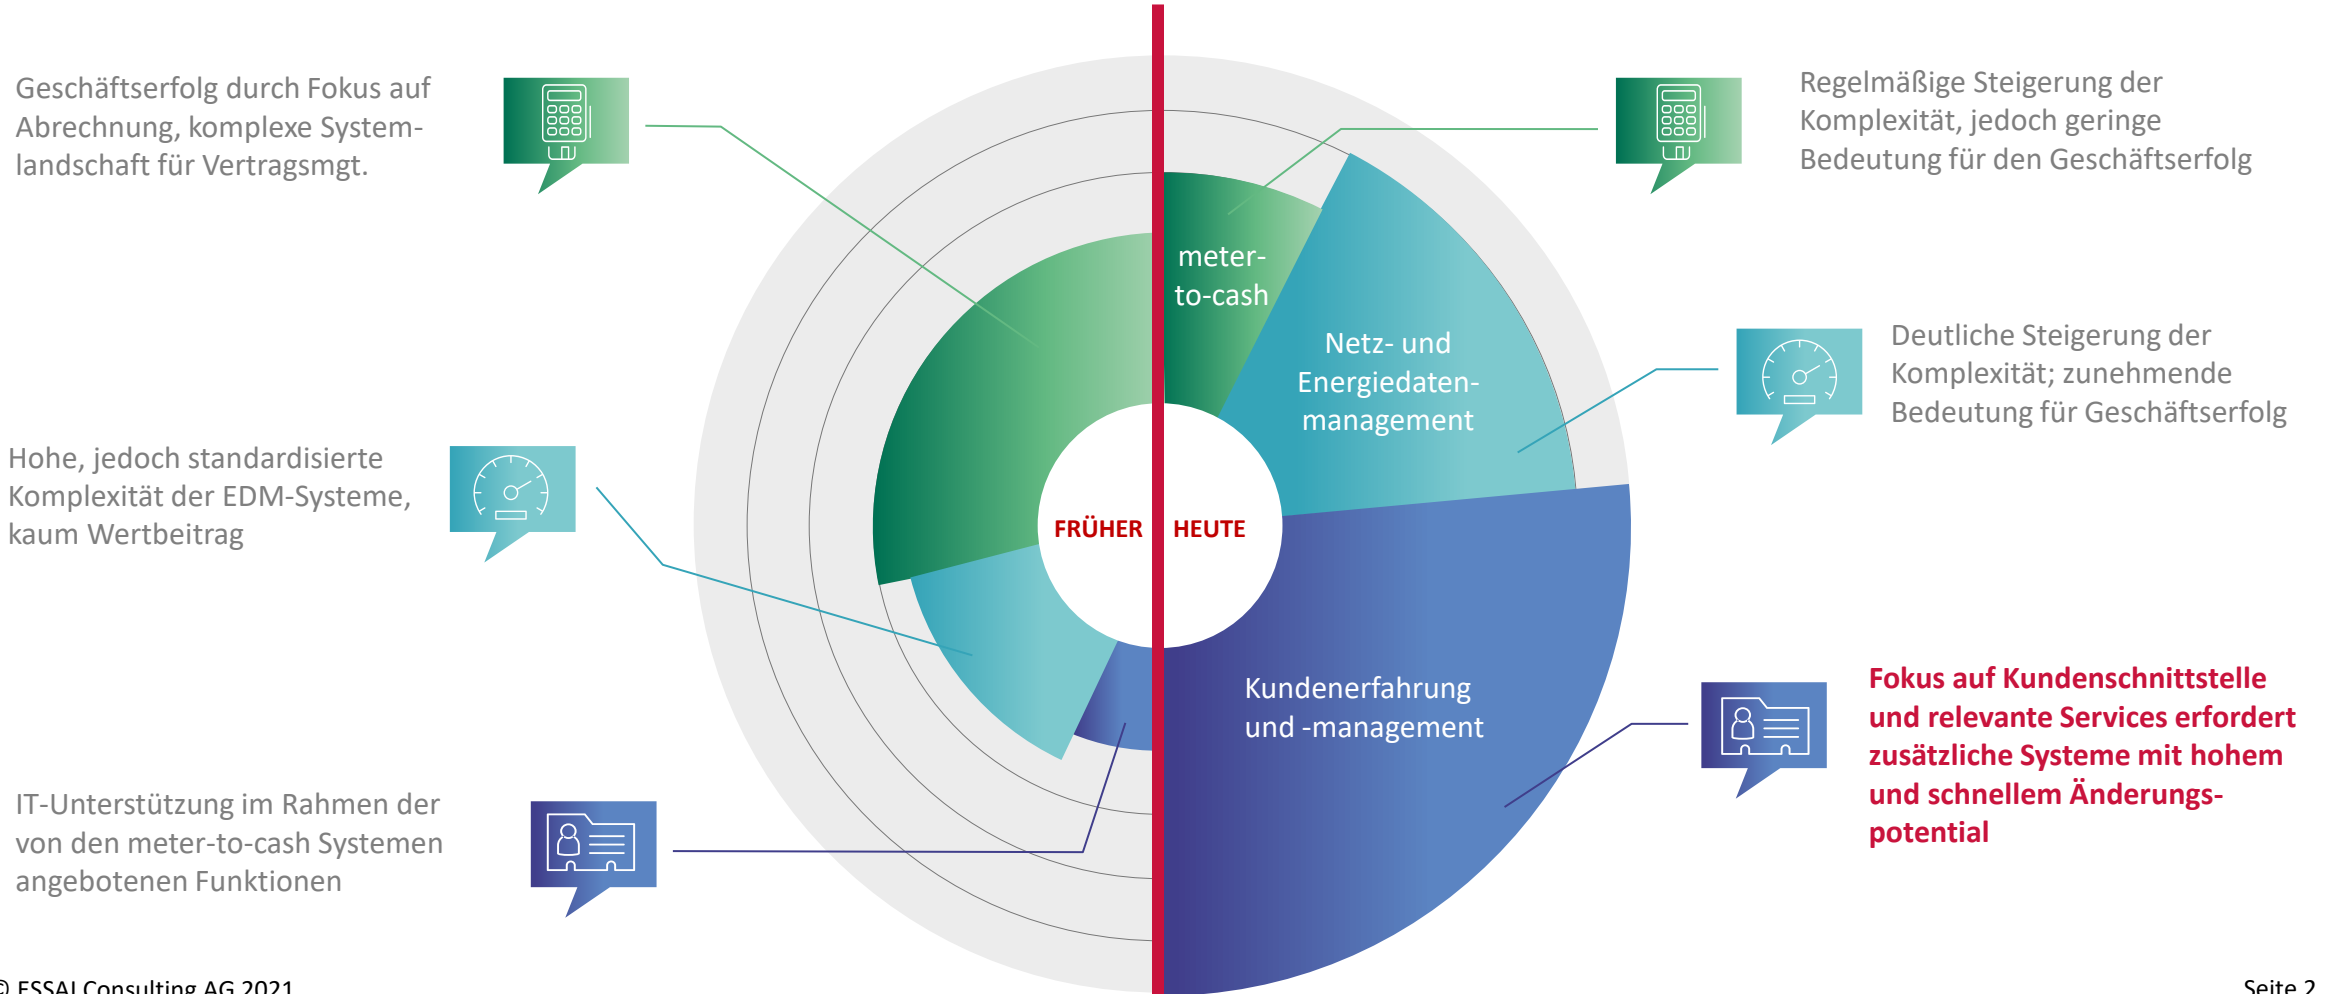 Geschäftserfolg durch Fokus auf
Abrechnung, komplexe System-
landschaft für Vertragsmgt.
Hohe, jedoch standardisierte
Komplexität der EDM-Systeme,
kaum Wertbeitrag
IT-Unterstützung im Rahmen der
von den meter-to-cash Systemen
angebotenen Funktionen
FRÜHER
HEUTE
meter-
to-cash
Netz- und
Energiedaten-
management
Kundenerfahrung
und -management
Regelmäßige Steigerung der
Komplexität, jedoch geringe
Bedeutung für den Geschäftserfolg
Deutliche Steigerung der
Komplexität; zunehmende
Bedeutung für Geschäftserfolg
Fokus auf Kundenschnittstelle
und relevante Services erfordert
zusätzliche Systeme mit hohem
und schnellem Änderungs-
potential
© ESSAI Consulting AG 2021
Seite 2